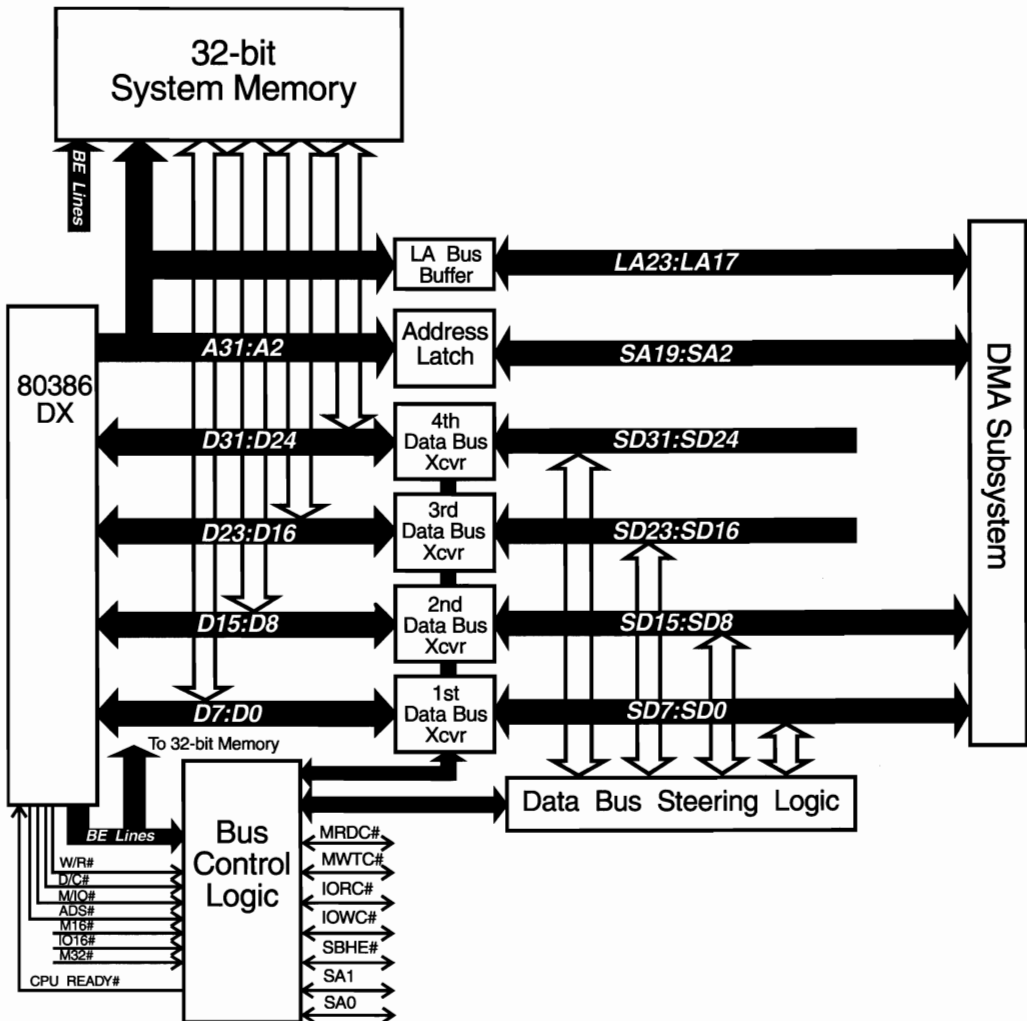 32-bit
System Memory
BE Lines
LA Bus
Buffer
LA23:LA17
A31:A2
Address
Latch
SA19:SA2
80386
DX
DMA Subsystem
D31:D24
4th
Data Bus
Xcvr
SD31:SD24
D23:D16
3rd
Data Bus
Xcvr
SD23:SD16
D15:D8
2nd
Data Bus
Xcvr
SD15:SD8
D7:D0
1st
Data Bus
Xcvr
SD7:SD0
To 32-bit Memory
Data Bus Steering Logic
BE Lines
Bus
Control
Logic
W/R#
D/C#
M/IO#
ADS#
M16#
IO16#
M32#
CPU READY#
MRDC#
MWTC#
IORC#
IOWC#
SBHE#
SA1
SA0